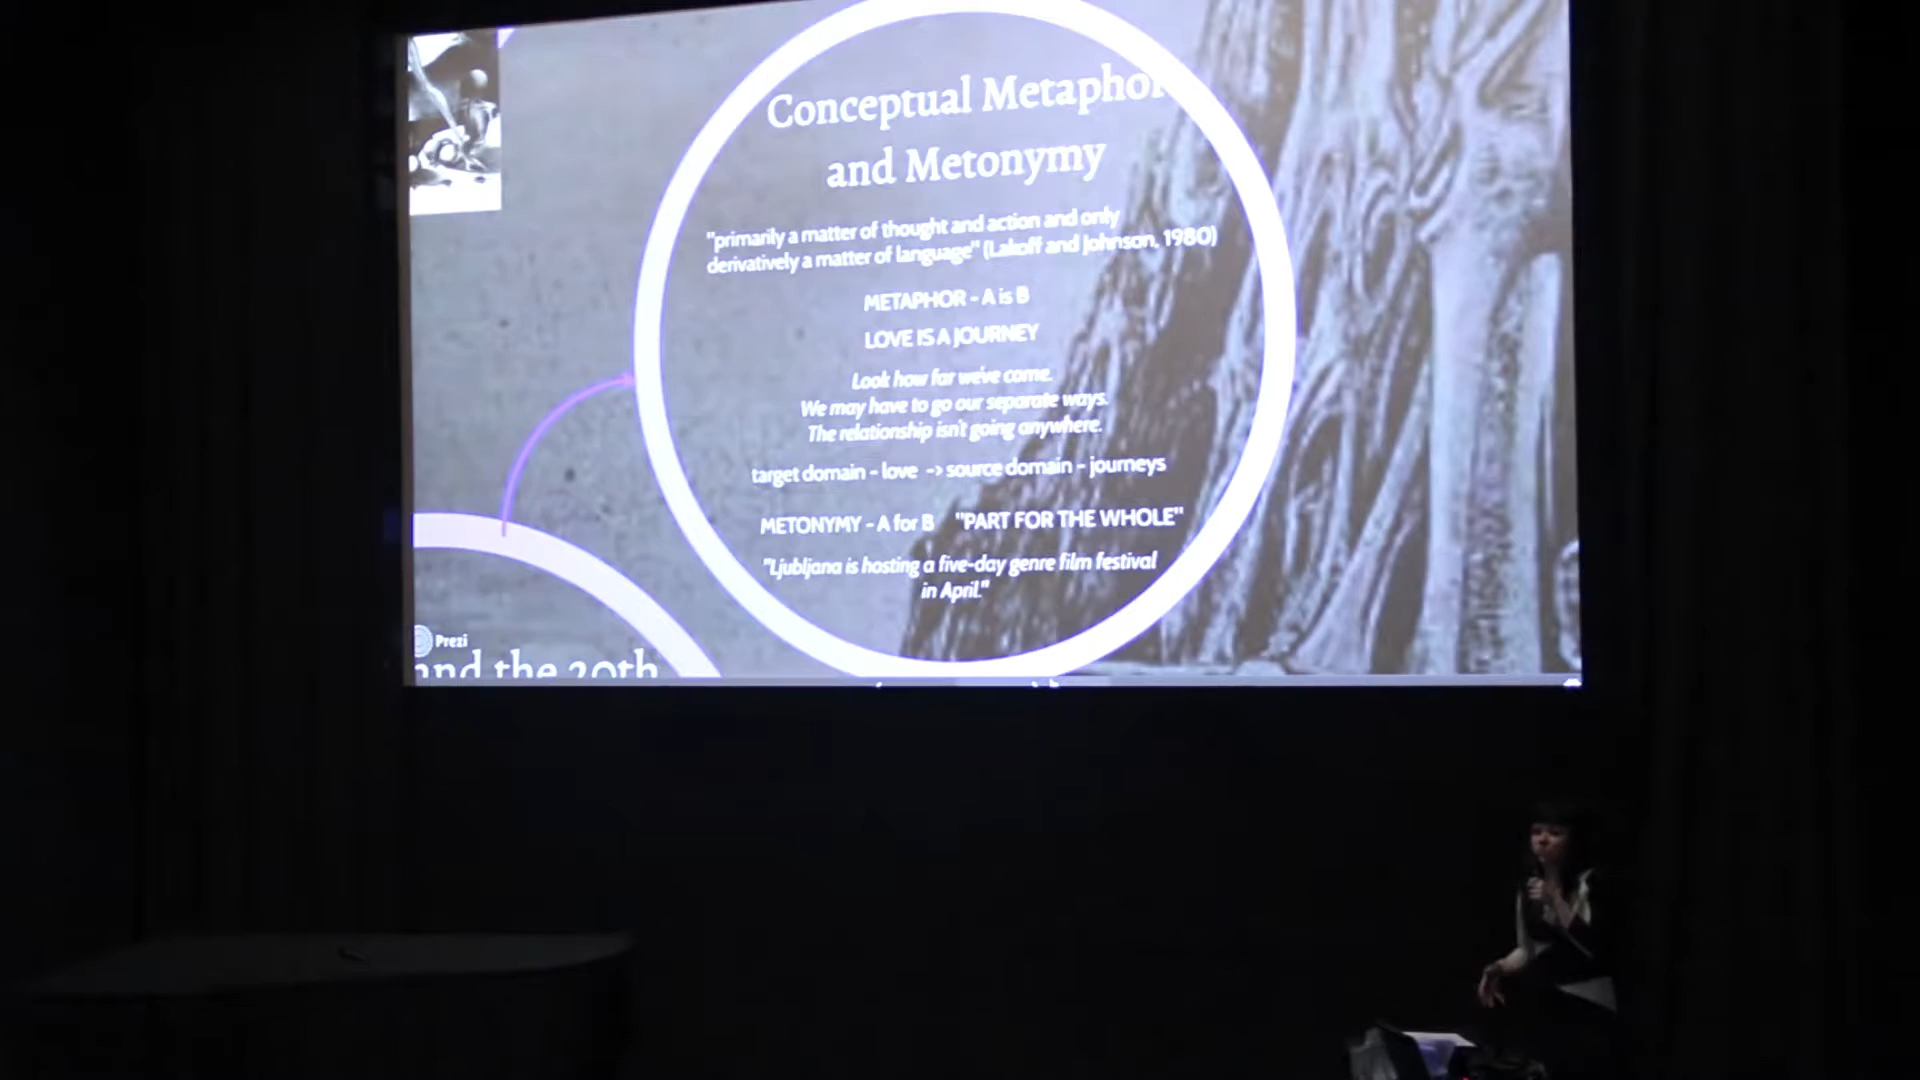 Conceptual Metaphor
and Metonymy
"primarily a matter of thought and action and only
derivatively a matter of language" (Lakoff and Johnson, 1980)
METAPHOR - A is B
LOVE IS A JOURNEY
Look how far we've come.
We may have to go our separate ways.
The relationship isn't going anywhere.
target domain - love -> source domain - journeys
METONYMY - A for B "PART FOR THE WHOLE"
"Ljubljana is hosting a five-day genre film festival
in April."
Prezi
and the 20th